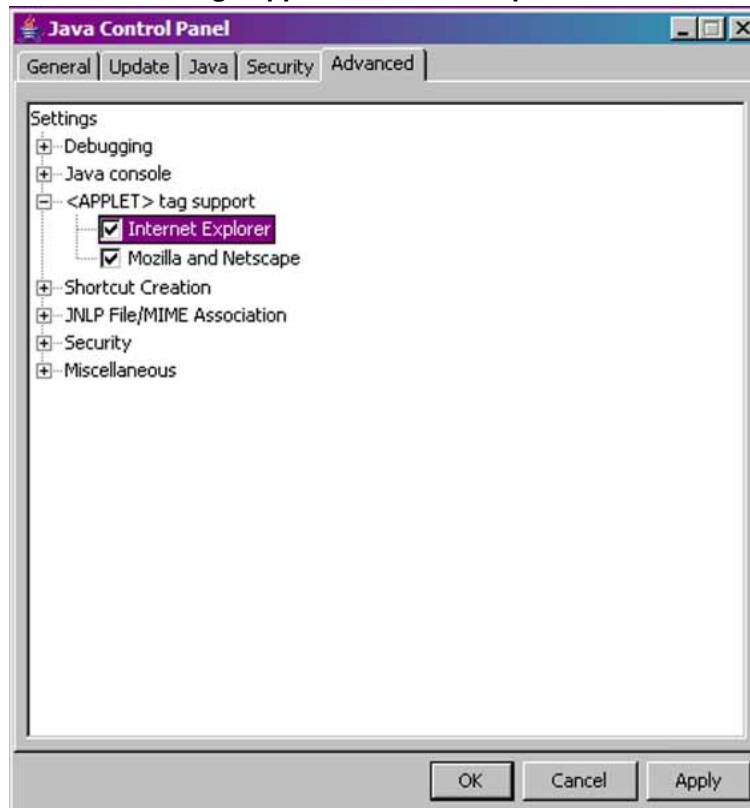 Java Control Panel
General Update Java Security Advanced
Settings
Debugging
Java console
<APPLET> tag support
Internet Explorer
Mozilla and Netscape
Shortcut Creation
JNLP File/MIME Association
Security
Miscellaneous
OK Cancel Apply